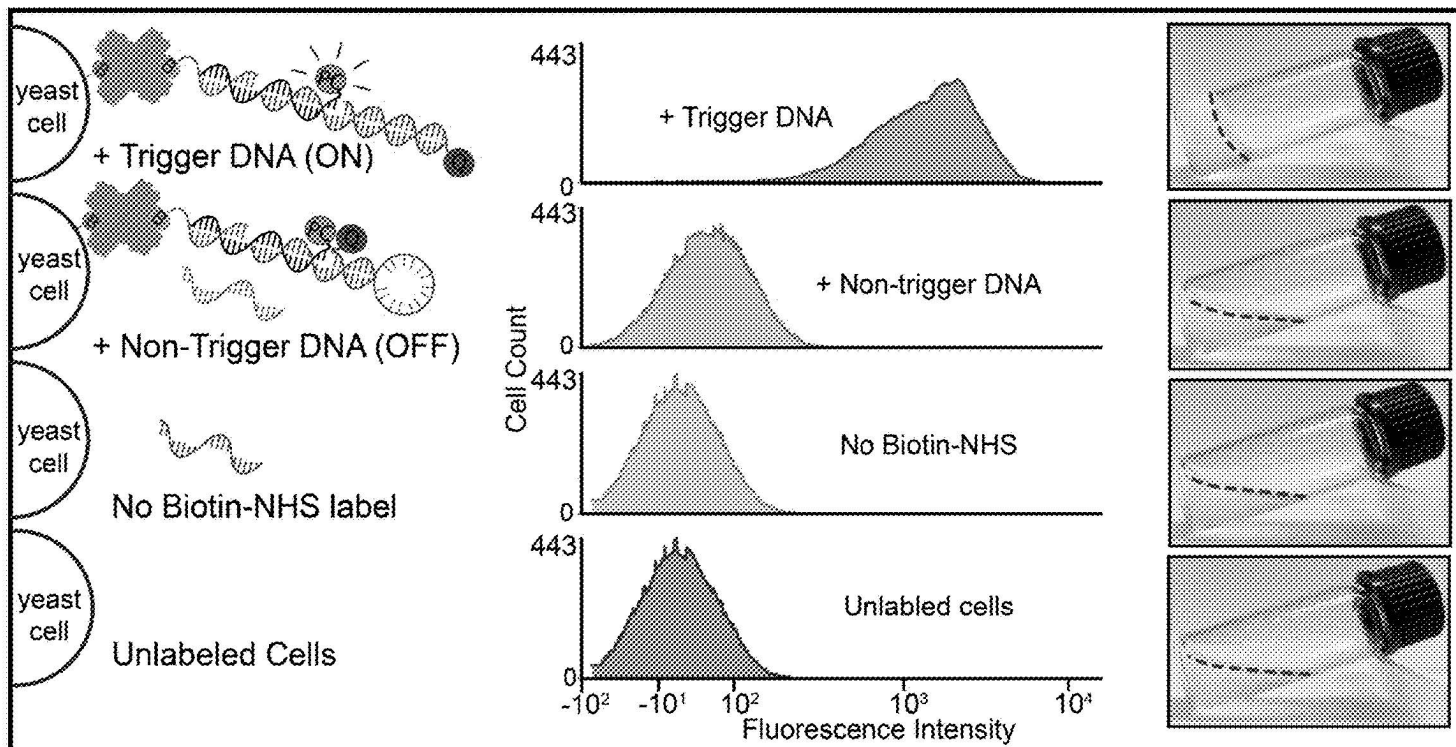 yeast
cell
PC
Q
+ Trigger DNA (ON)
yeast
cell
PC
Q
+ Non-Trigger DNA (OFF)
yeast
cell
No Biotin-NHS label
yeast
cell
Unlabeled Cells
Cell Count
443
+ Trigger DNA
0
443
+ Non-trigger DNA
0
443
No Biotin-NHS
0
443
Unlabled cells
0
-10² -10¹ 10² 10³ 10⁴
Fluorescence Intensity